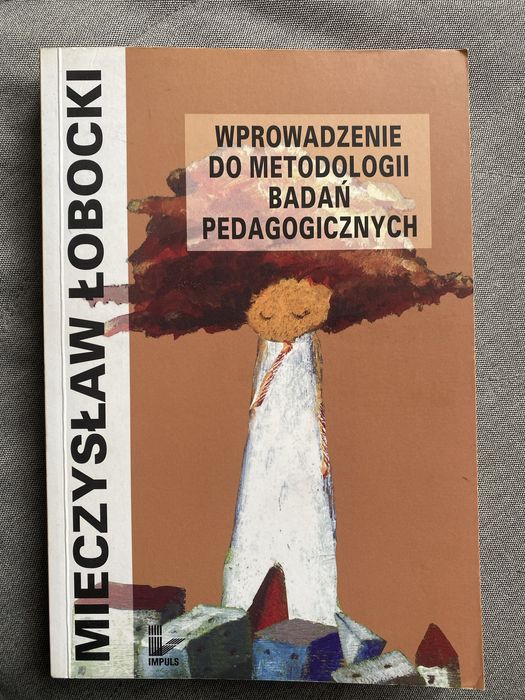 MIECZYSŁAW ŁOBOCKI
WPROWADZENIE
DO METODOLOGII
BADAŃ
PEDAGOGICZNYCH
IMPULS